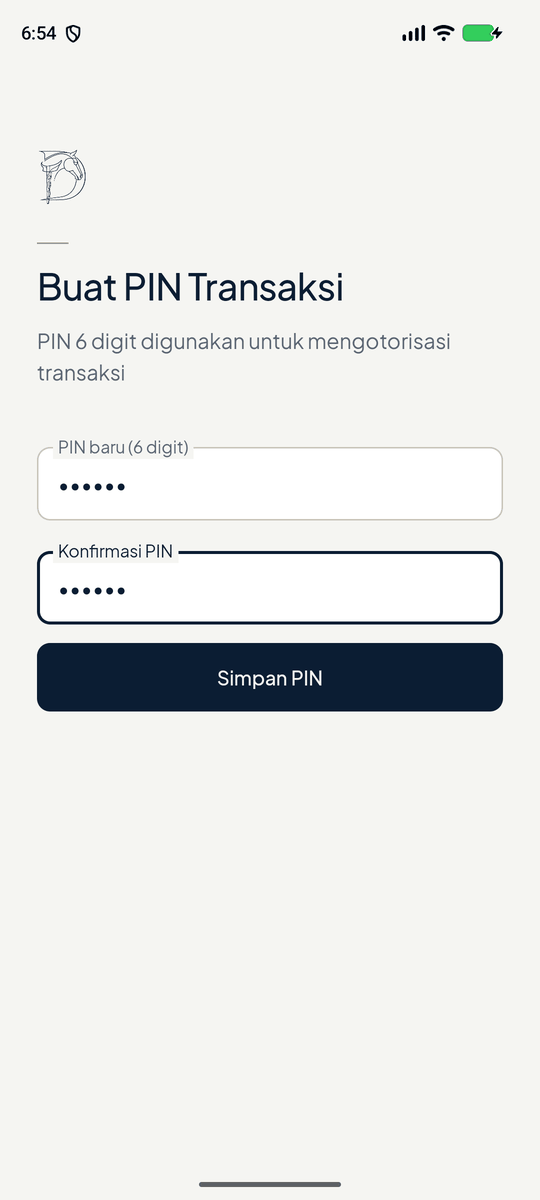 6:54
Buat PIN Transaksi
PIN 6 digit digunakan untuk mengotorisasi
transaksi
PIN baru (6 digit)
••••••
Konfirmasi PIN
••••••
Simpan PIN